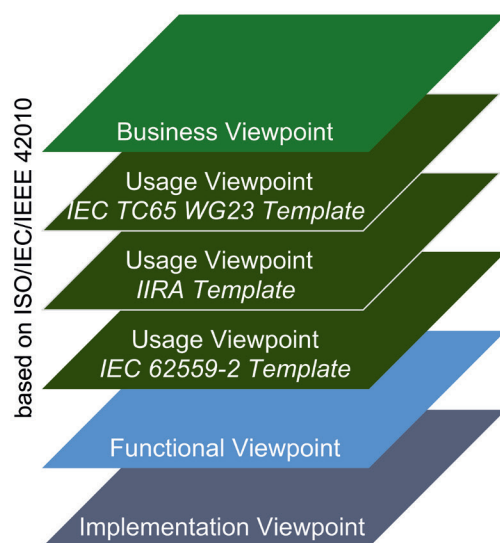 based on ISO/IEC/IEEE 42010
Business Viewpoint
Usage Viewpoint
IEC TC65 WG23 Template
Usage Viewpoint
IIRA Template
Usage Viewpoint
IEC 62559-2 Template
Functional Viewpoint
Implementation Viewpoint